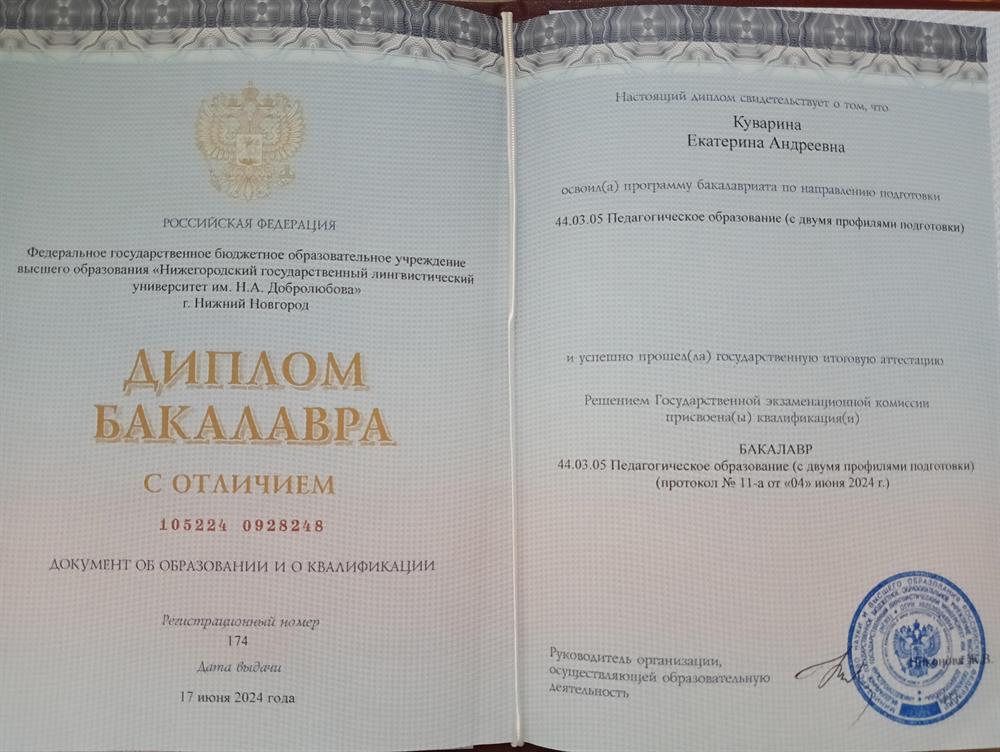 РОССИЙСКАЯ ФЕДЕРАЦИЯ
Федеральное государственное бюджетное образовательное учреждение
высшего образования «Нижегородский государственный лингвистический
университет им. Н.А. Добролюбова»
г. Нижний Новгород
ДИПЛОМ
БАКАЛАВРА
С ОТЛИЧИЕМ
105224 0928248
ДОКУМЕНТ ОБ ОБРАЗОВАНИИ И О КВАЛИФИКАЦИИ
Регистрационный номер
174
Дата выдачи
17 июня 2024 года
Настоящий диплом свидетельствует о том, что
Куварина
Екатерина Андреевна
освоил(а) программу бакалавриата по направлению подготовки
44.03.05 Педагогическое образование (с двумя профилями подготовки)
и успешно прошел(ла) государственную итоговую аттестацию
Решением Государственной экзаменационной комиссии
присвоена(ы) квалификация(и)
БАКАЛАВР
44.03.05 Педагогическое образование (с двумя профилями подготовки)
(протокол № 11-а от «04» июня 2024 г.)
Руководитель организации,
осуществляющей образовательную
деятельность
Ж.В.